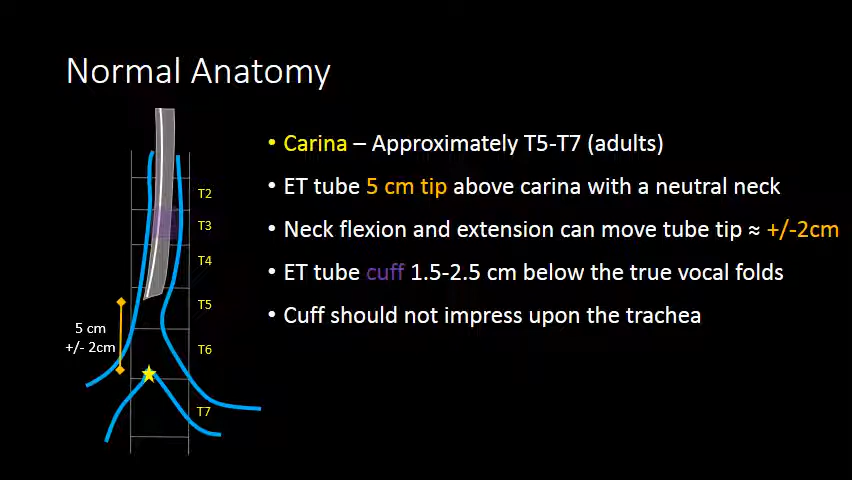 Normal Anatomy
• Carina – Approximately T5-T7 (adults)
• ET tube 5 cm tip above carina with a neutral neck
• Neck flexion and extension can move tube tip ≈ +/-2cm
• ET tube cuff 1.5-2.5 cm below the true vocal folds
• Cuff should not impress upon the trachea
T2
T3
T4
T5
5 cm
+/- 2cm
T6
T7